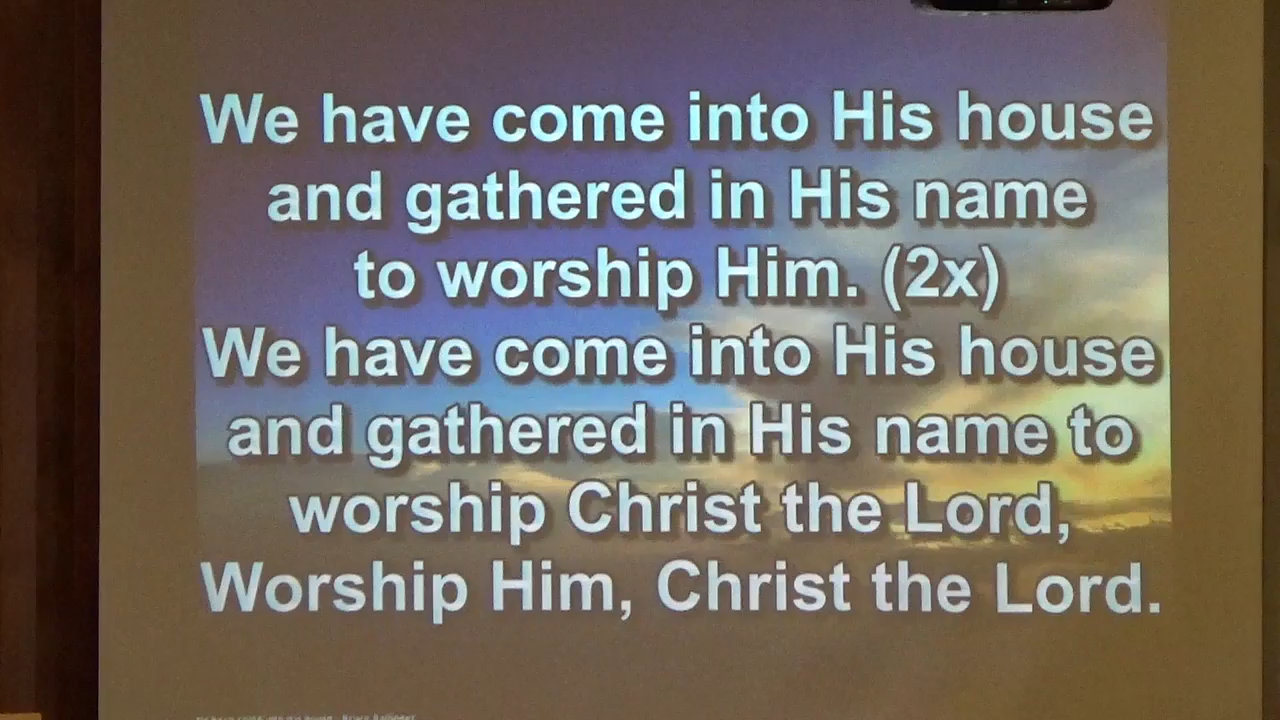 We have come into His house
and gathered in His name
to worship Him. (2x)
We have come into His house
and gathered in His name to
worship Christ the Lord,
Worship Him, Christ the Lord.